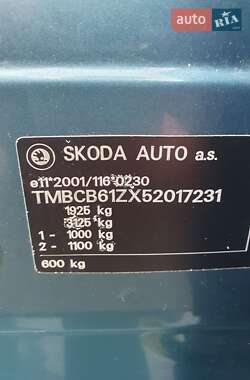 auto RIA
.com
SKODA AUTO a.s.
e11*2001/116*0230
TMBCB61ZX52017231
1925 kg
3125 kg
1- 1000 kg
2- 1100 kg
600 kg